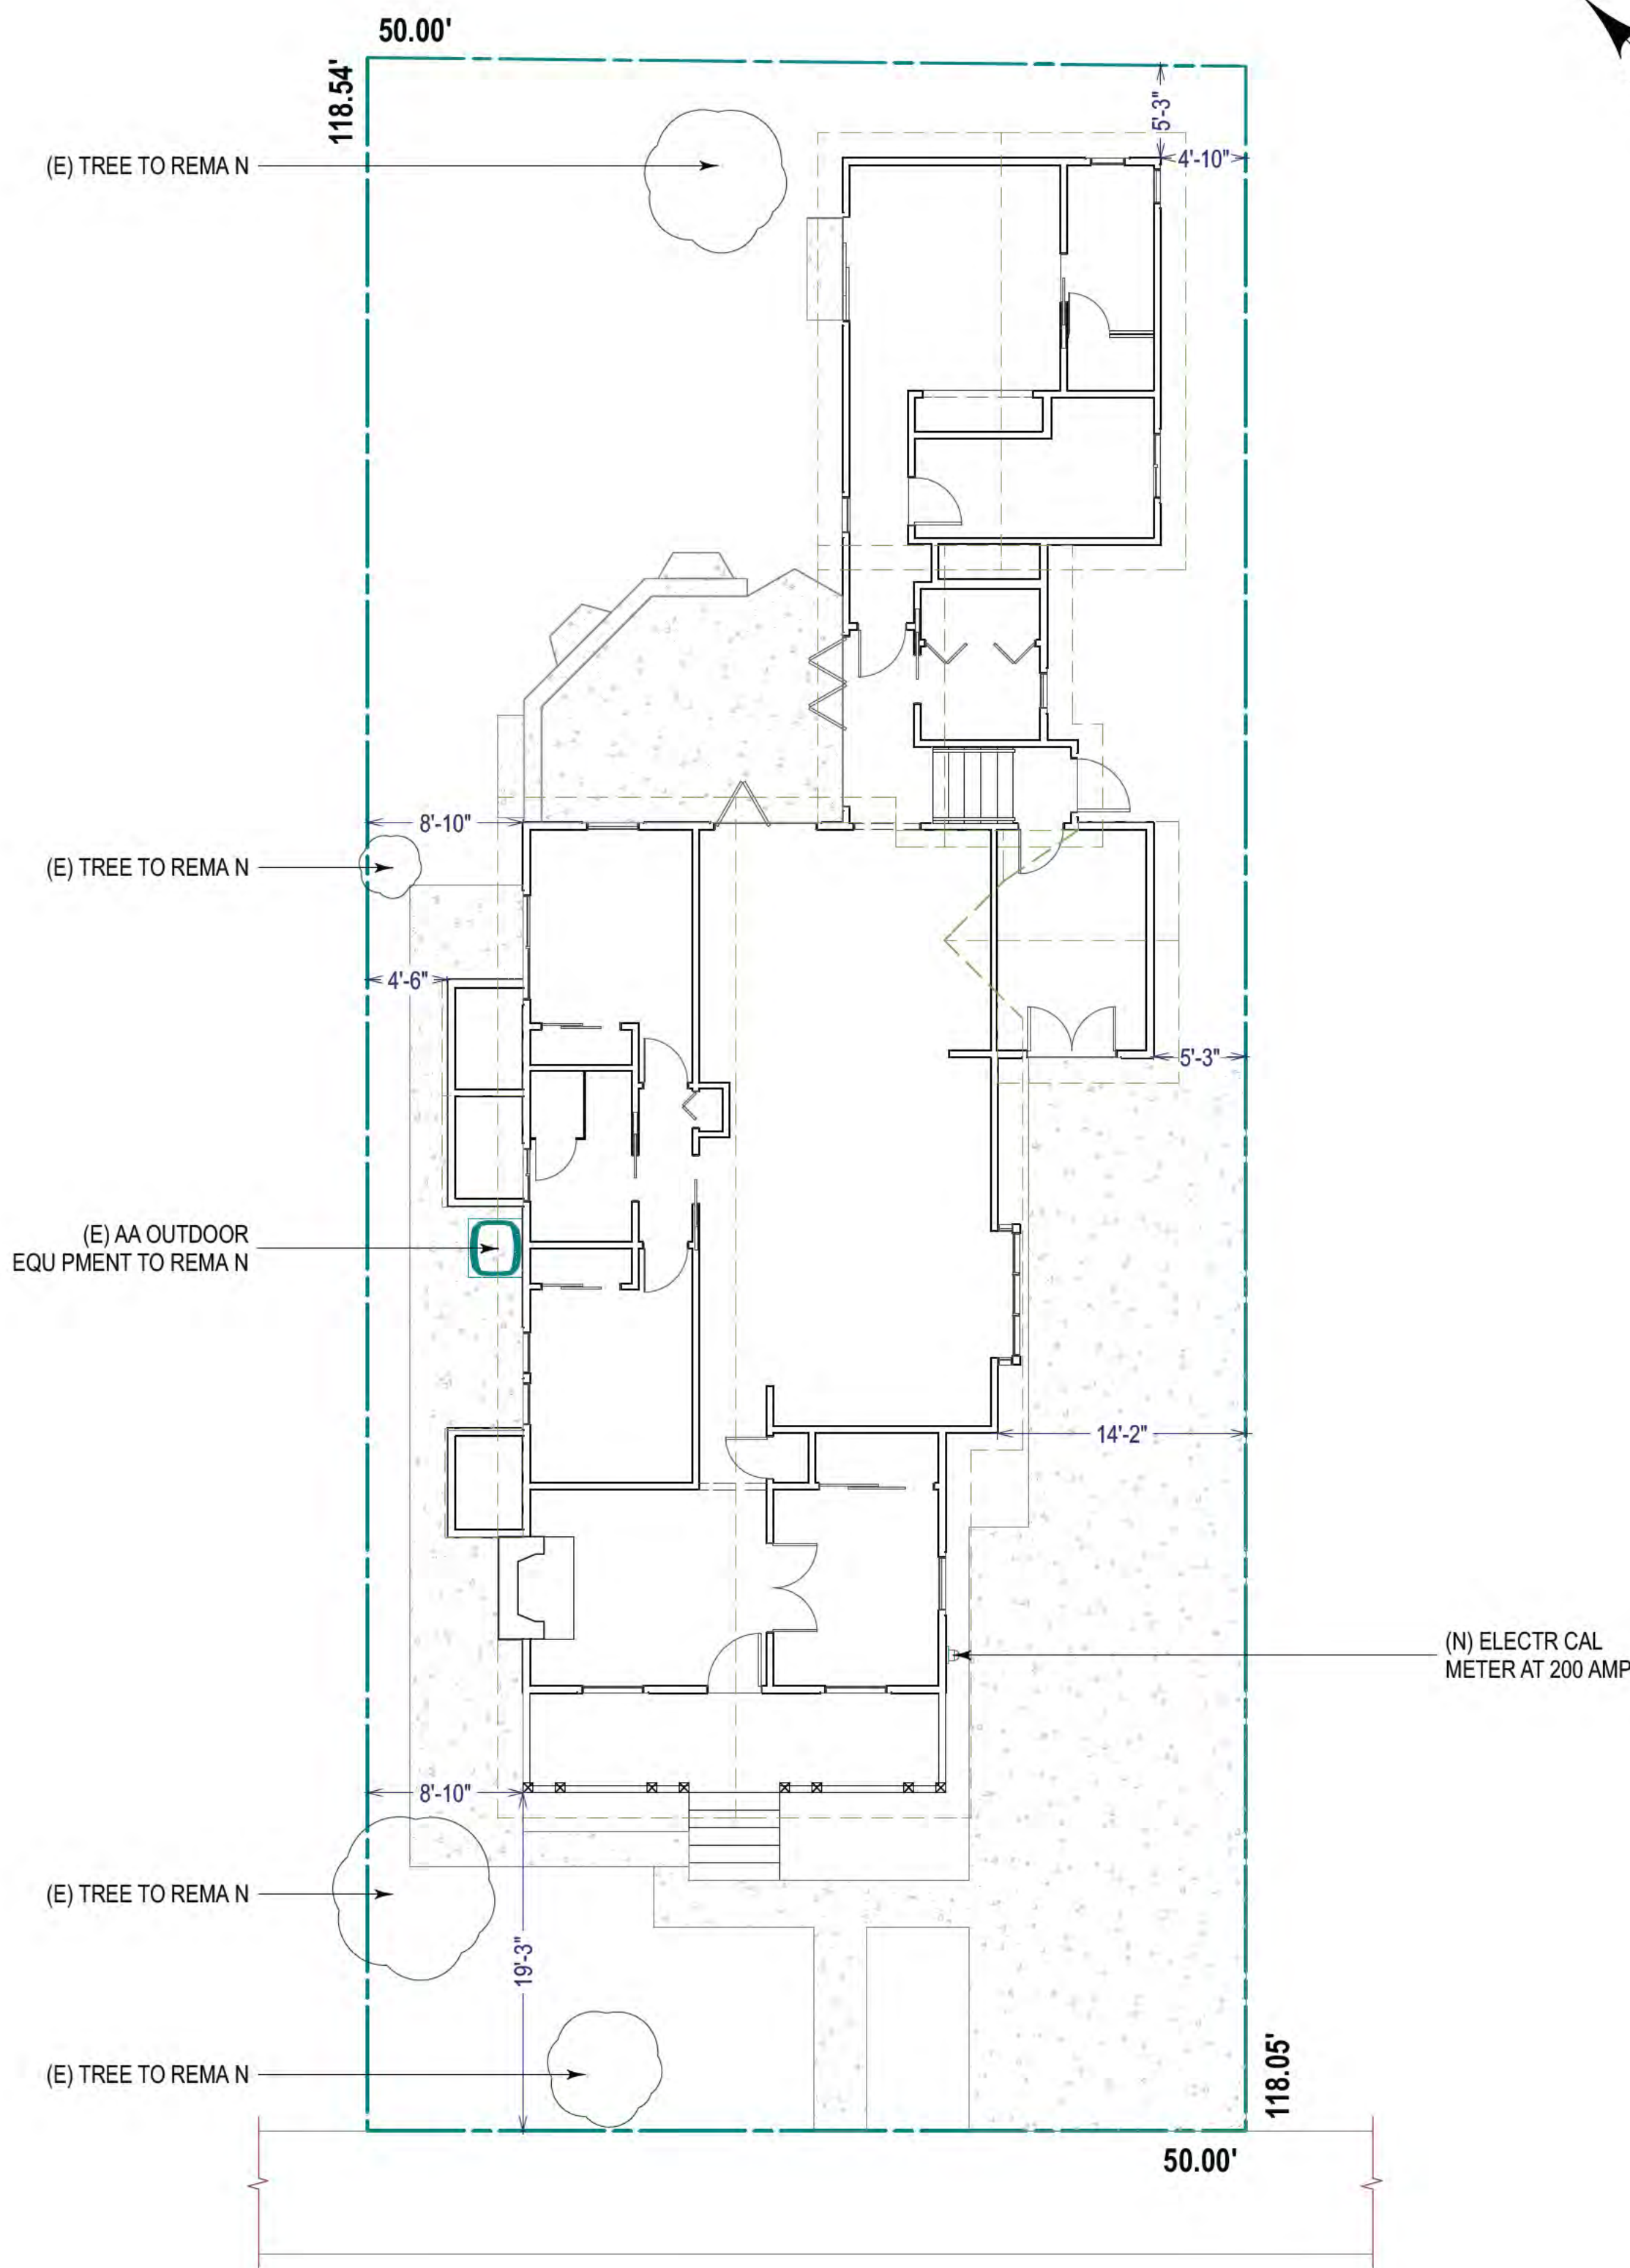 50.00'
118.54'
5'-3"
(E) TREE TO REMA N
4'-10"
8'-10"
(E) TREE TO REMA N
4'-6"
5'-3"
(E) AA OUTDOOR
EQU PMENT TO REMA N
14'-2"
(N) ELECTR CAL
METER AT 200 AMP
8'-10"
(E) TREE TO REMA N
19'-3"
(E) TREE TO REMA N
118.05'
50.00'